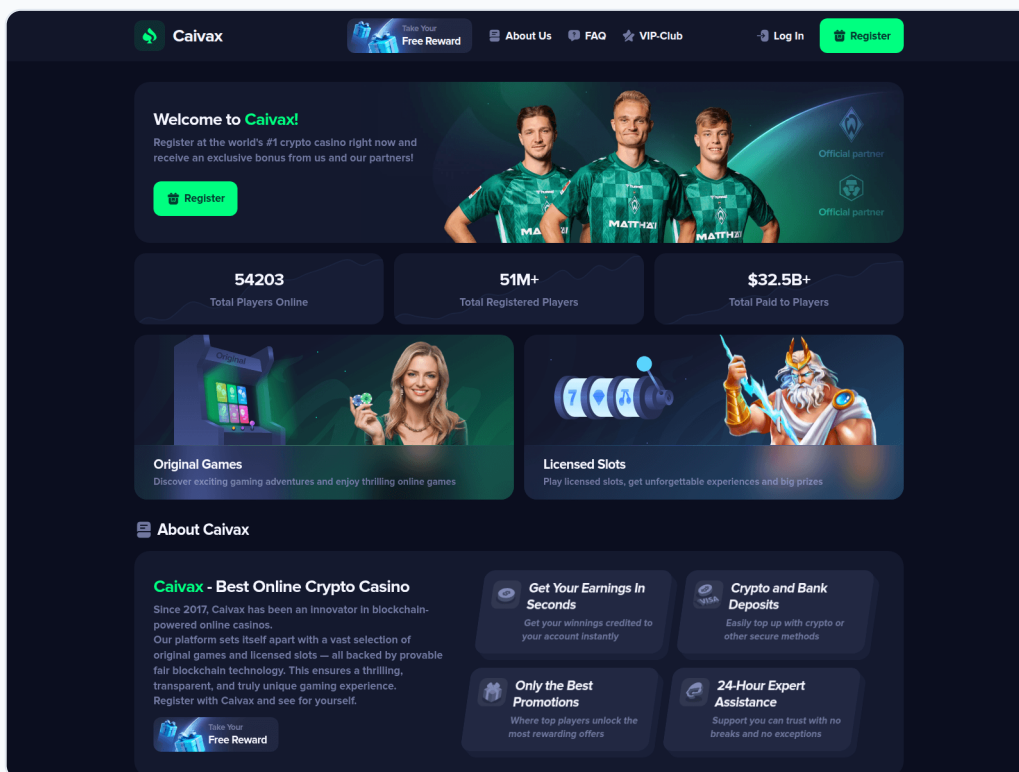 Caivax
Take Your
Free Reward
About Us
FAQ
VIP-Club
Log In
Register
Welcome to Caivax!
Register at the world's #1 crypto casino right now and
receive an exclusive bonus from us and our partners!
Register
MATTHÄI
MATTHÄI
MATTHÄI
Official partner
Official partner
54203
Total Players Online
51M+
Total Registered Players
$32.5B+
Total Paid to Players
Original
Original Games
Discover exciting gaming adventures and enjoy thrilling online games
7
Licensed Slots
Play licensed slots, get unforgettable experiences and big prizes
About Caivax
Caivax - Best Online Crypto Casino
Since 2017, Caivax has been an innovator in blockchain-
powered online casinos.
Our platform sets itself apart with a vast selection of
original games and licensed slots — all backed by provable
fair blockchain technology. This ensures a thrilling,
transparent, and truly unique gaming experience.
Register with Caivax and see for yourself.
Take Your
Free Reward
Get Your Earnings In
Seconds
Get your winnings credited to
your account instantly
VISA
Crypto and Bank
Deposits
Easily top up with crypto or
other secure methods
Only the Best
Promotions
Where top players unlock the
most rewarding offers
24-Hour Expert
Assistance
Support you can trust with no
breaks and no exceptions